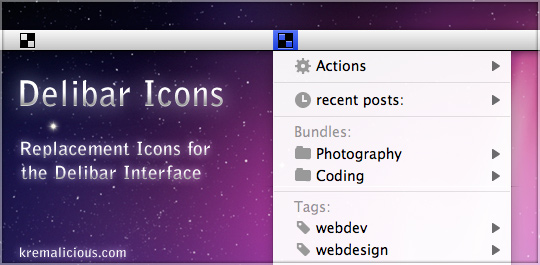 Delibar Icons
Replacement Icons for
the Delibar Interface
kremalicious.com
Actions
recent posts:
Bundles:
Photography
Coding
Tags:
webdev
webdesign